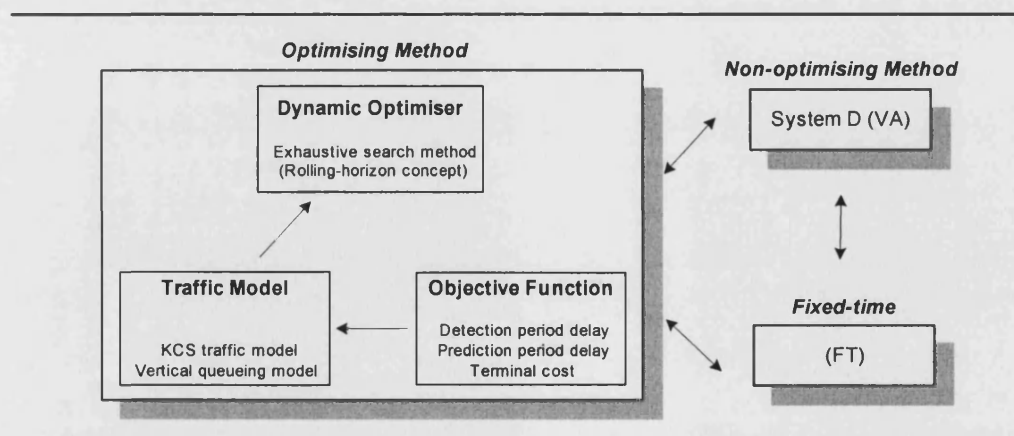 Optimising Method
Dynamic Optimiser
Exhaustive search method
(Rolling-horizon concept)
Traffic Model
KCS traffic model
Vertical queueing model
Objective Function
Detection period delay
Prediction period delay
Terminal cost
Non-optimising Method
System D (VA)
Fixed-time
(FT)